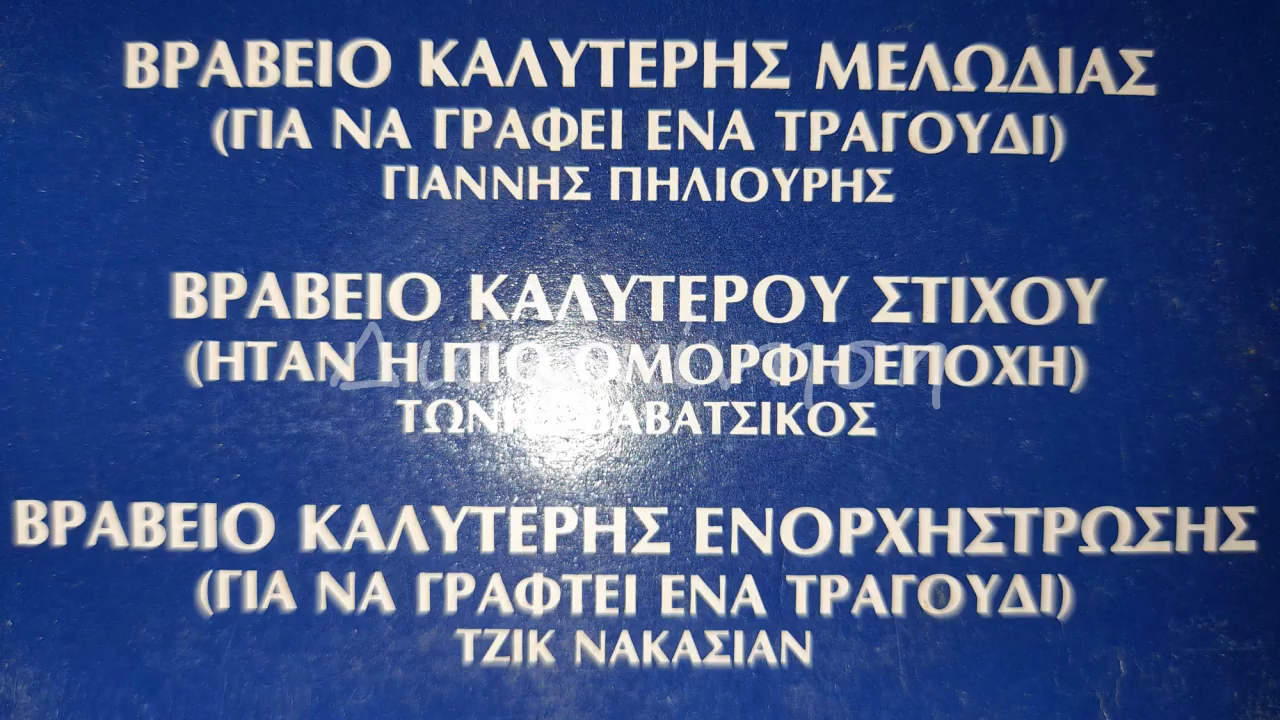 ΒΡΑΒΕΙΟ ΚΑΛΥΤΕΡΗΣ ΜΕΛΩΔΙΑΣ
(ΓΙΑ ΝΑ ΓΡΑΦΕΙ ΕΝΑ ΤΡΑΓΟΥΔΙ)
ΓΙΑΝΝΗΣ ΠΗΛΙΟΥΡΗΣ
ΒΡΑΒΕΙΟ ΚΑΛΥΤΕΡΟΥ ΣΤΙΧΟΥ
(ΗΤΑΝ Η ΠΙΟ ΟΜΟΡΦΗ ΕΠΟΧΗ)
ΒΑΒΑΤΣΙΚΟΣ
ΒΡΑΒΕΙΟ ΚΑΛΥΤΕΡΗΣ ΕΝΟΡΧΗΣΤΡΩΣΗΣ
(ΓΙΑ ΝΑ ΓΡΑΦΤΕΙ ΕΝΑ ΤΡΑΓΟΥΔΙ)
ΤΖΙΚ ΝΑΚΑΣΙΑΝ